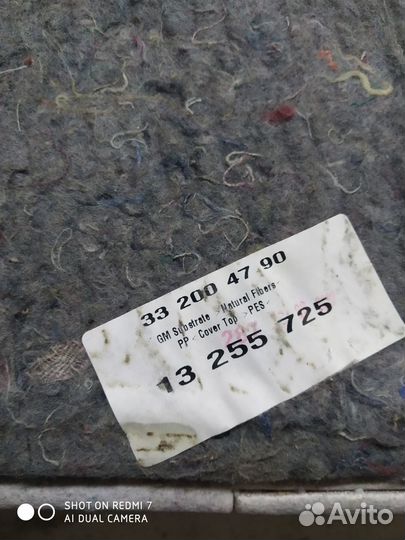 33 200 47 90
GM Substrate >Natural Fibers
PP< Cover Top >PES<
13 255 725
SHOT ON REDMI 7
AI DUAL CAMERA
Avito